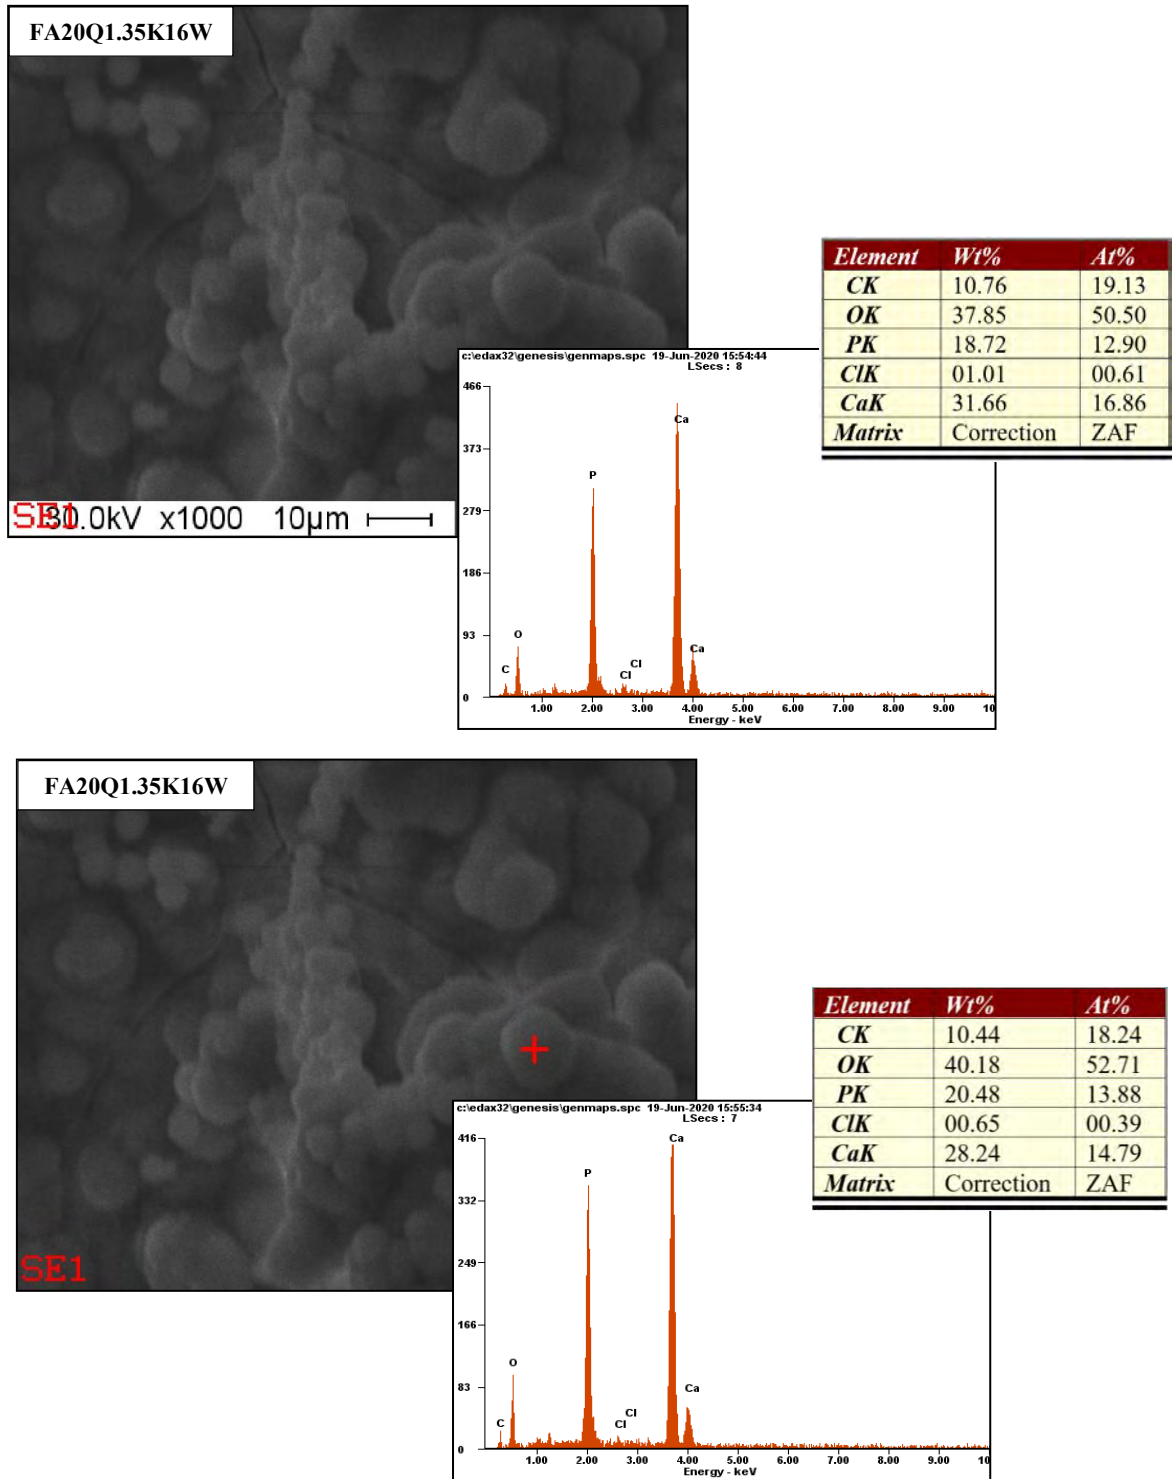 FA20Q1.35K16W
SE1 30.0kV x1000 10µm
Element Wt% At%
CK 10.76 19.13
OK 37.85 50.50
PK 18.72 12.90
ClK 01.01 00.61
CaK 31.66 16.86
Matrix Correction ZAF
c:\edax32\genesis\genmaps.spc 19-Jun-2020 15:54:44
LSecs : 8
466
373
279
186
93
0
C
O
P
Cl
Cl
Ca
Ca
1.00 2.00 3.00 4.00 5.00 6.00 7.00 8.00 9.00 10
Energy - keV
FA20Q1.35K16W
SE1
Element Wt% At%
CK 10.44 18.24
OK 40.18 52.71
PK 20.48 13.88
ClK 00.65 00.39
CaK 28.24 14.79
Matrix Correction ZAF
c:\edax32\genesis\genmaps.spc 19-Jun-2020 15:55:34
LSecs : 7
416
332
249
166
83
0
C
O
P
Cl
Cl
Ca
Ca
1.00 2.00 3.00 4.00 5.00 6.00 7.00 8.00 9.00 10
Energy - keV